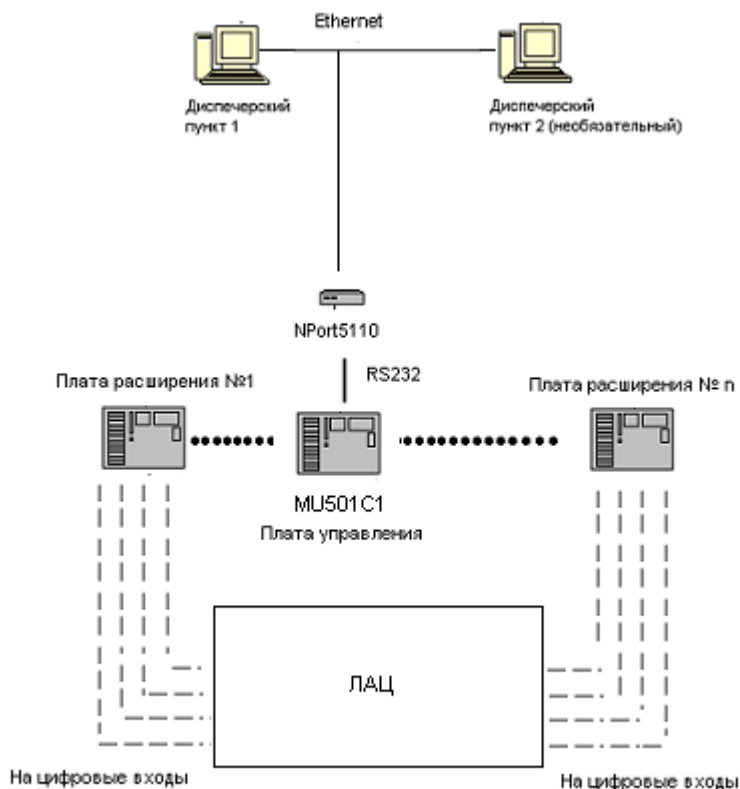 Ethernet
Диспечерский
пункт 1
Диспечерский
пункт 2 (необязательный)
NPort5110
RS232
Плата расширения №1
Плата расширения № n
MU501C1
Плата управления
ЛАЦ
На цифровые входы
На цифровые входы